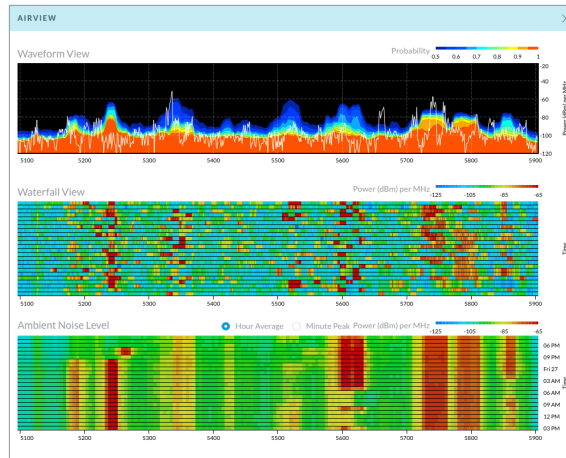 AIRVIEW
Waveform View
Probability 0.5 0.6 0.7 0.8 0.9 1
-20
-40
-60
-80
-100
-120
Power (dBm) per MHz
5100 5200 5300 5400 5500 5600 5700 5800 5900
Waterfall View
Power (dBm) per MHz
-125 -105 -85 -65
Time
5100 5200 5300 5400 5500 5600 5700 5800 5900
Ambient Noise Level
Hour Average Minute Peak Power (dBm) per MHz
-125 -105 -85 -65
06 PM
09 PM
Fri 27
03 AM
06 AM
09 AM
12 PM
03 PM
Time
5100 5200 5300 5400 5500 5600 5700 5800 5900